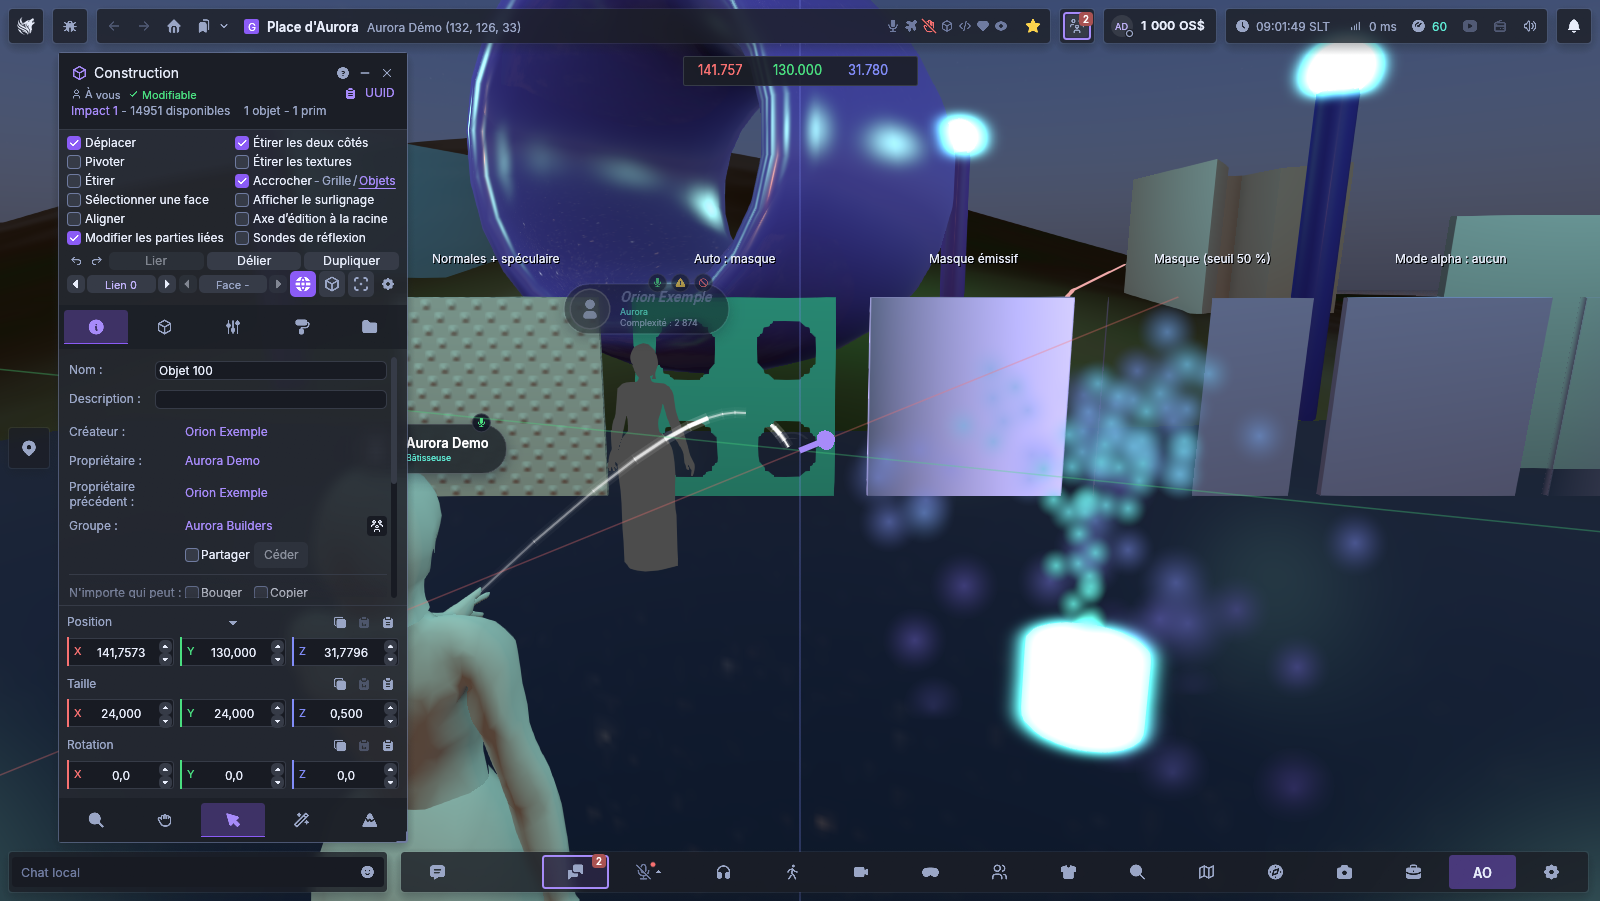 Place d'Aurora
Aurora Démo (132, 126, 33)
2
AD
1 000 OS$
09:01:49 SLT
0 ms
60
141.757 130.000 31.780
Construction
À vous
Modifiable
UUID
Impact 1 - 14951 disponibles
1 objet - 1 prim
Déplacer
Étirer les deux côtés
Pivoter
Étirer les textures
Étirer
Accrocher - Grille / Objets
Sélectionner une face
Afficher le surlignage
Aligner
Axe d'édition à la racine
Modifier les parties liées
Sondes de réflexion
Lier
Délier
Dupliquer
Lien 0
Face -
Nom :
Objet 100
Description :
Créateur :
Orion Exemple
Propriétaire :
Aurora Demo
Propriétaire
précédent :
Orion Exemple
Groupe :
Aurora Builders
Partager
Céder
N'importe qui peut :
Bouger
Copier
Position
X 141,7573
Y 130,000
Z 31,7796
Taille
X 24,000
Y 24,000
Z 0,500
Rotation
X 0,0
Y 0,0
Z 0,0
Normales + spéculaire
Auto : masque
Masque émissif
Masque (seuil 50 %)
Mode alpha : aucun
Orion Exemple
Aurora
Complexité : 2 874
Aurora Demo
Bâtisseuse
Chat local
2
AO